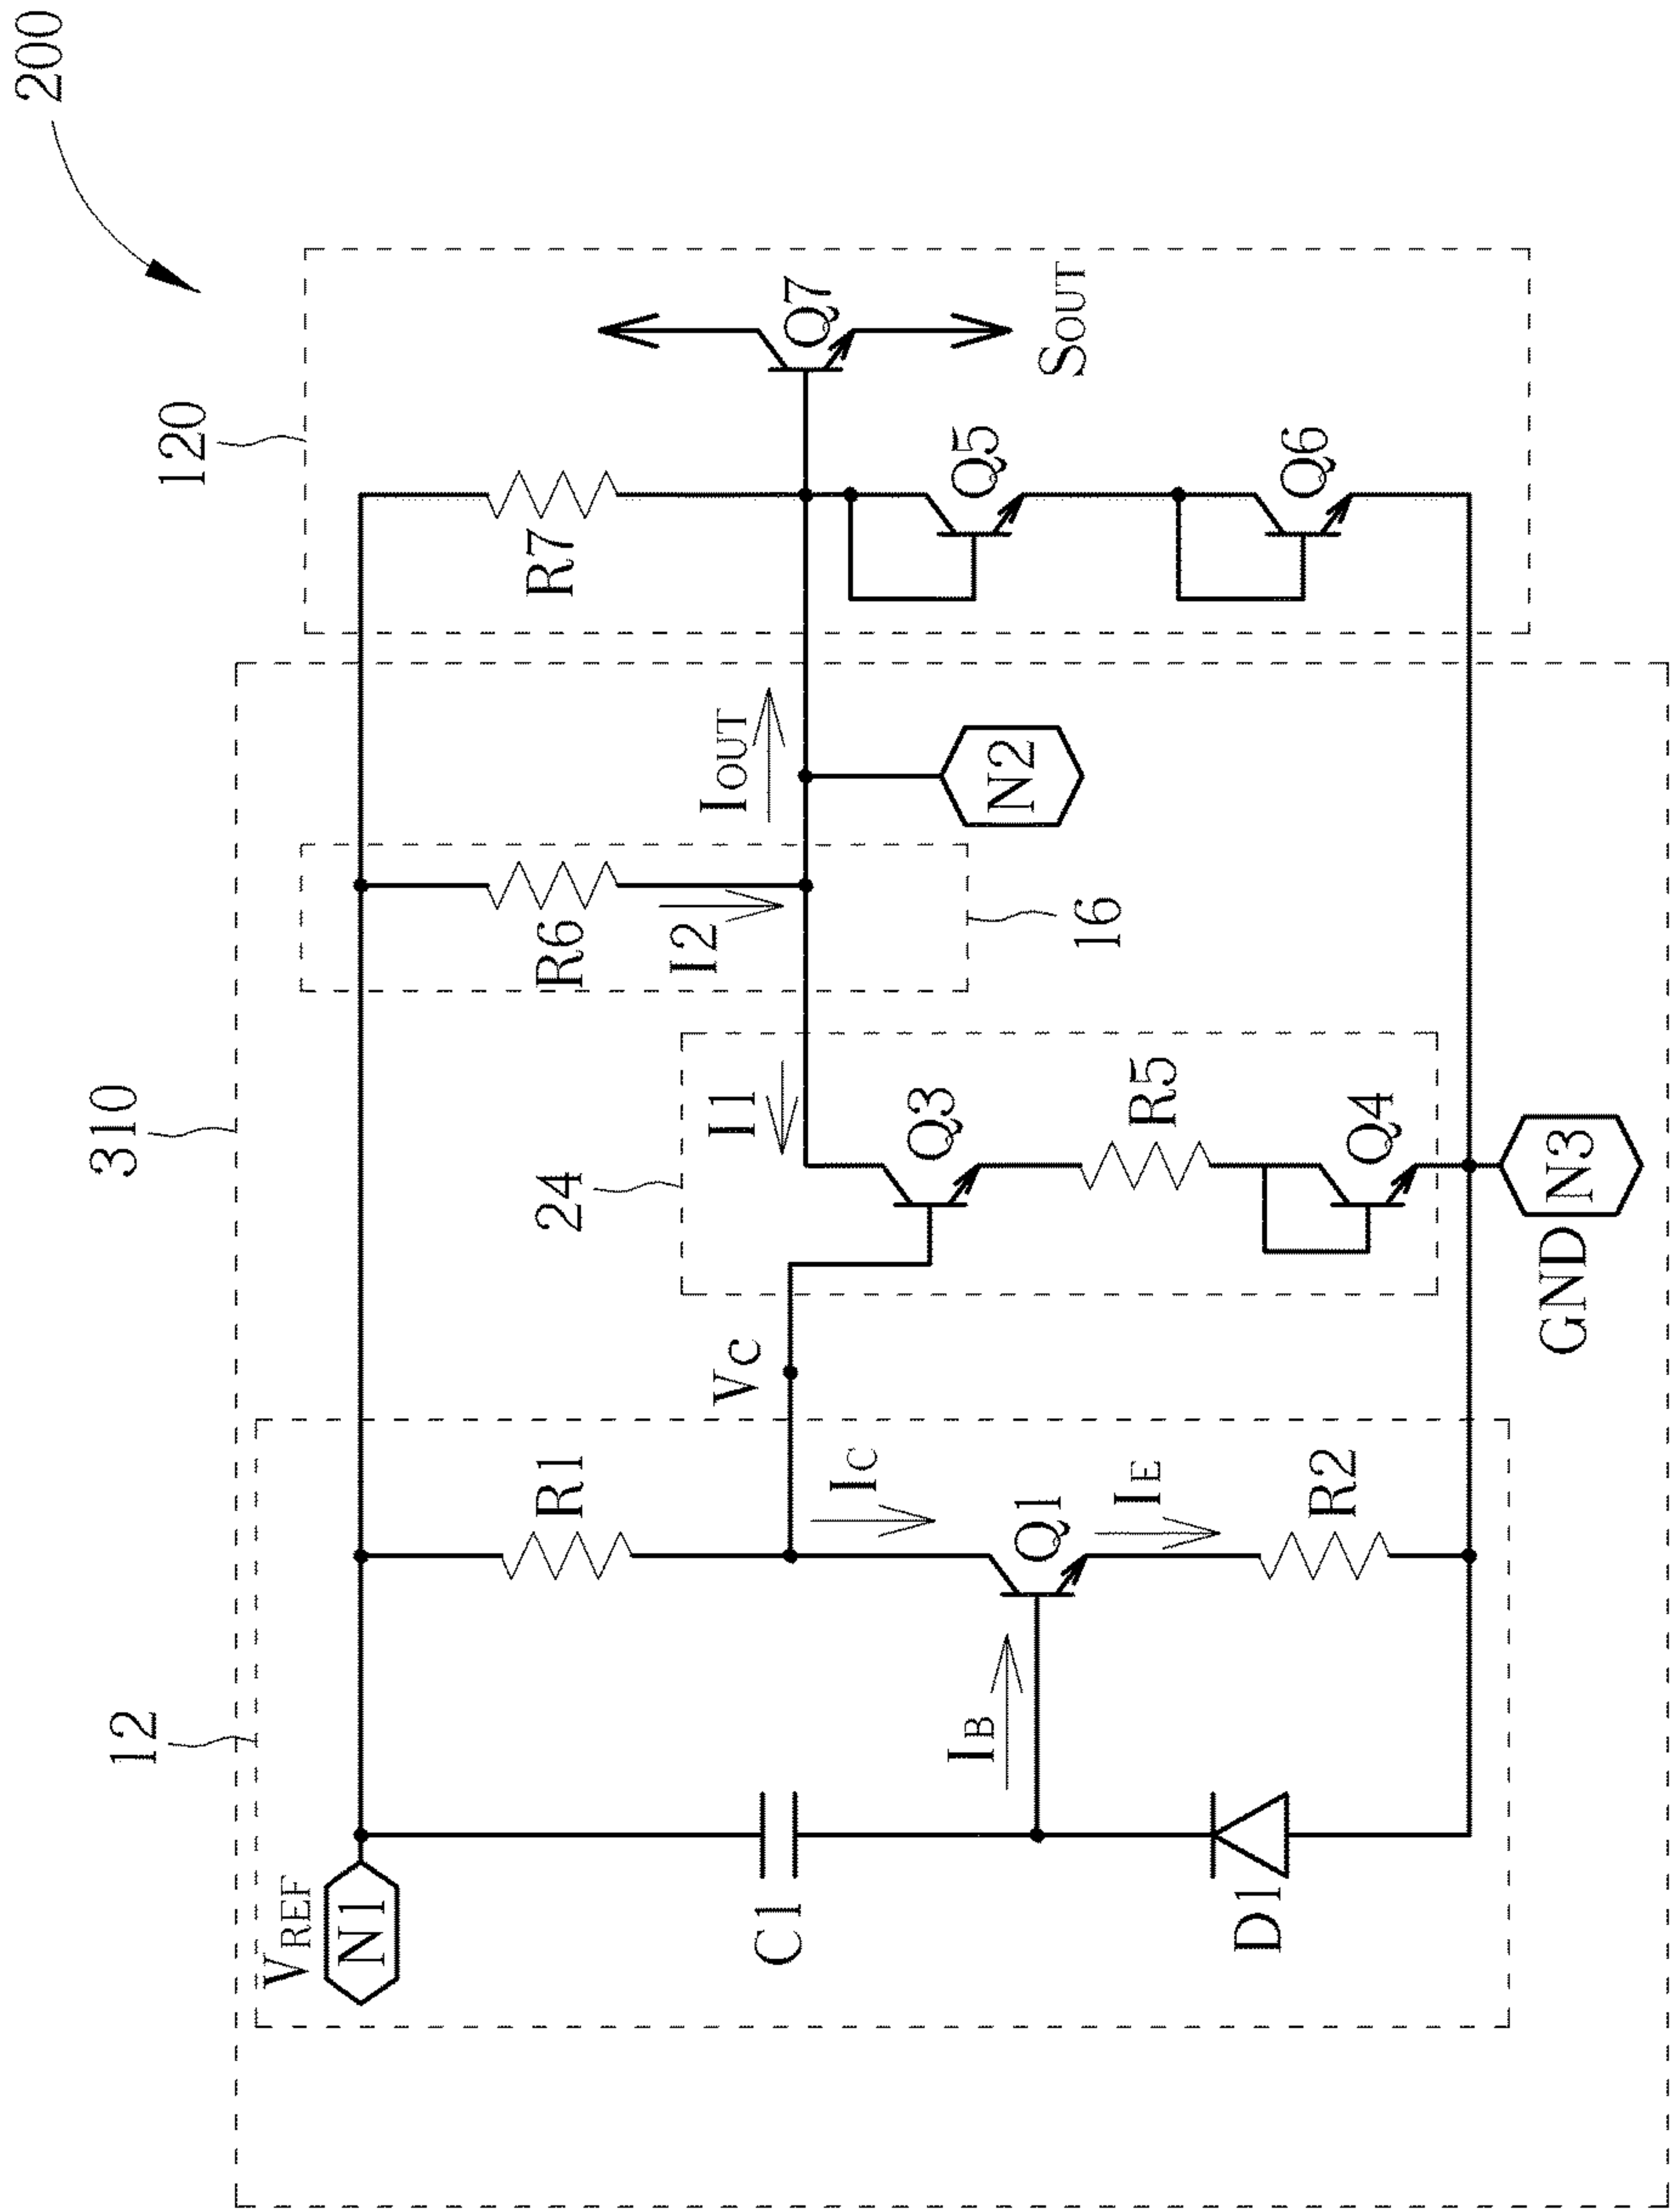 200
120
310
24
12
16
VREF
N1
R1
R6
R7
Q7
SOUT
IOUT
I2
I1
N2
Q5
Q6
Q3
R5
Q4
Vc
IC
Q1
IE
R2
IB
C1
D1
N3
GND